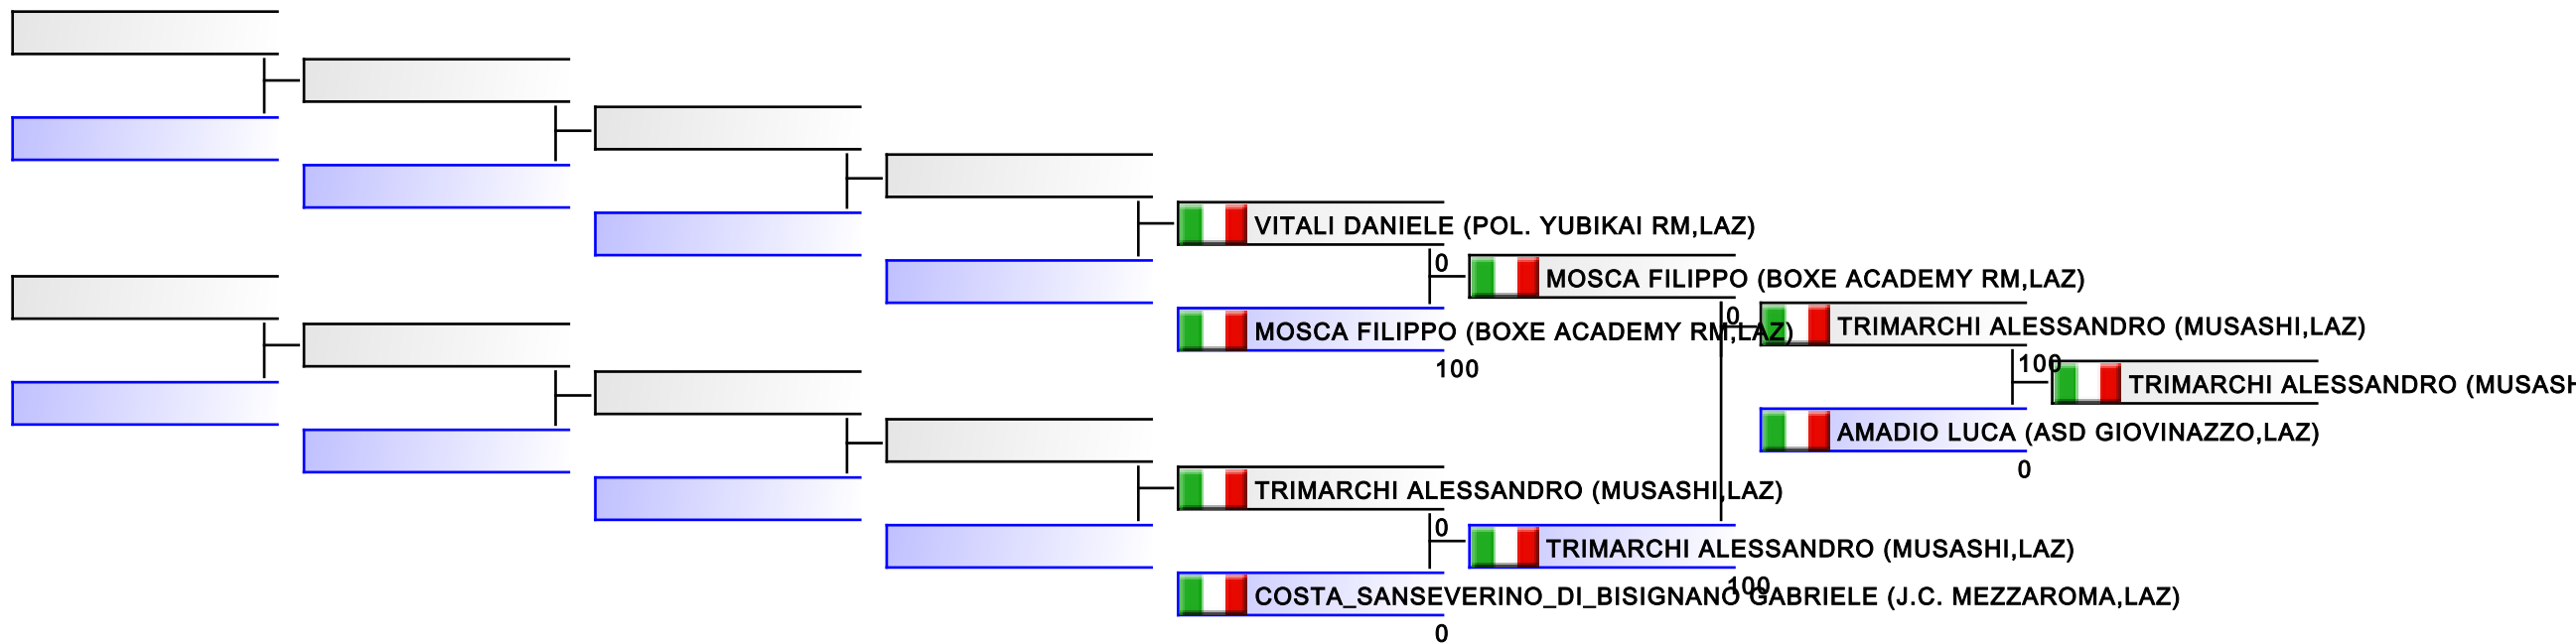 VITALI DANIELE (POL. YUBIKAI RM,LAZ)
0
MOSCA FILIPPO (BOXE ACADEMY RM,LAZ)
MOSCA FILIPPO (BOXE ACADEMY RM,LAZ)
100
0
TRIMARCHI ALESSANDRO (MUSASHI,LAZ)
100
TRIMARCHI ALESSANDRO (MUSASH
AMADIO LUCA (ASD GIOVINAZZO,LAZ)
0
TRIMARCHI ALESSANDRO (MUSASHI,LAZ)
0
TRIMARCHI ALESSANDRO (MUSASHI,LAZ)
100
COSTA_SANSEVERINO_DI_BISIGNANO GABRIELE (J.C. MEZZAROMA,LAZ)
0